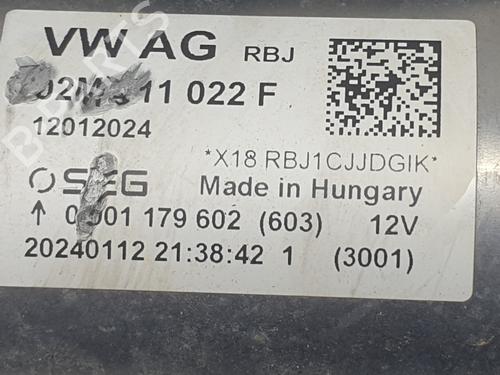 VW AG RBJ
11 022 F
12012024
*X18 RBJ1CJJDGIK*
SEG
Made in Hungary
179 602 (603) 12V
20240112 21:38:42 1 (3001)